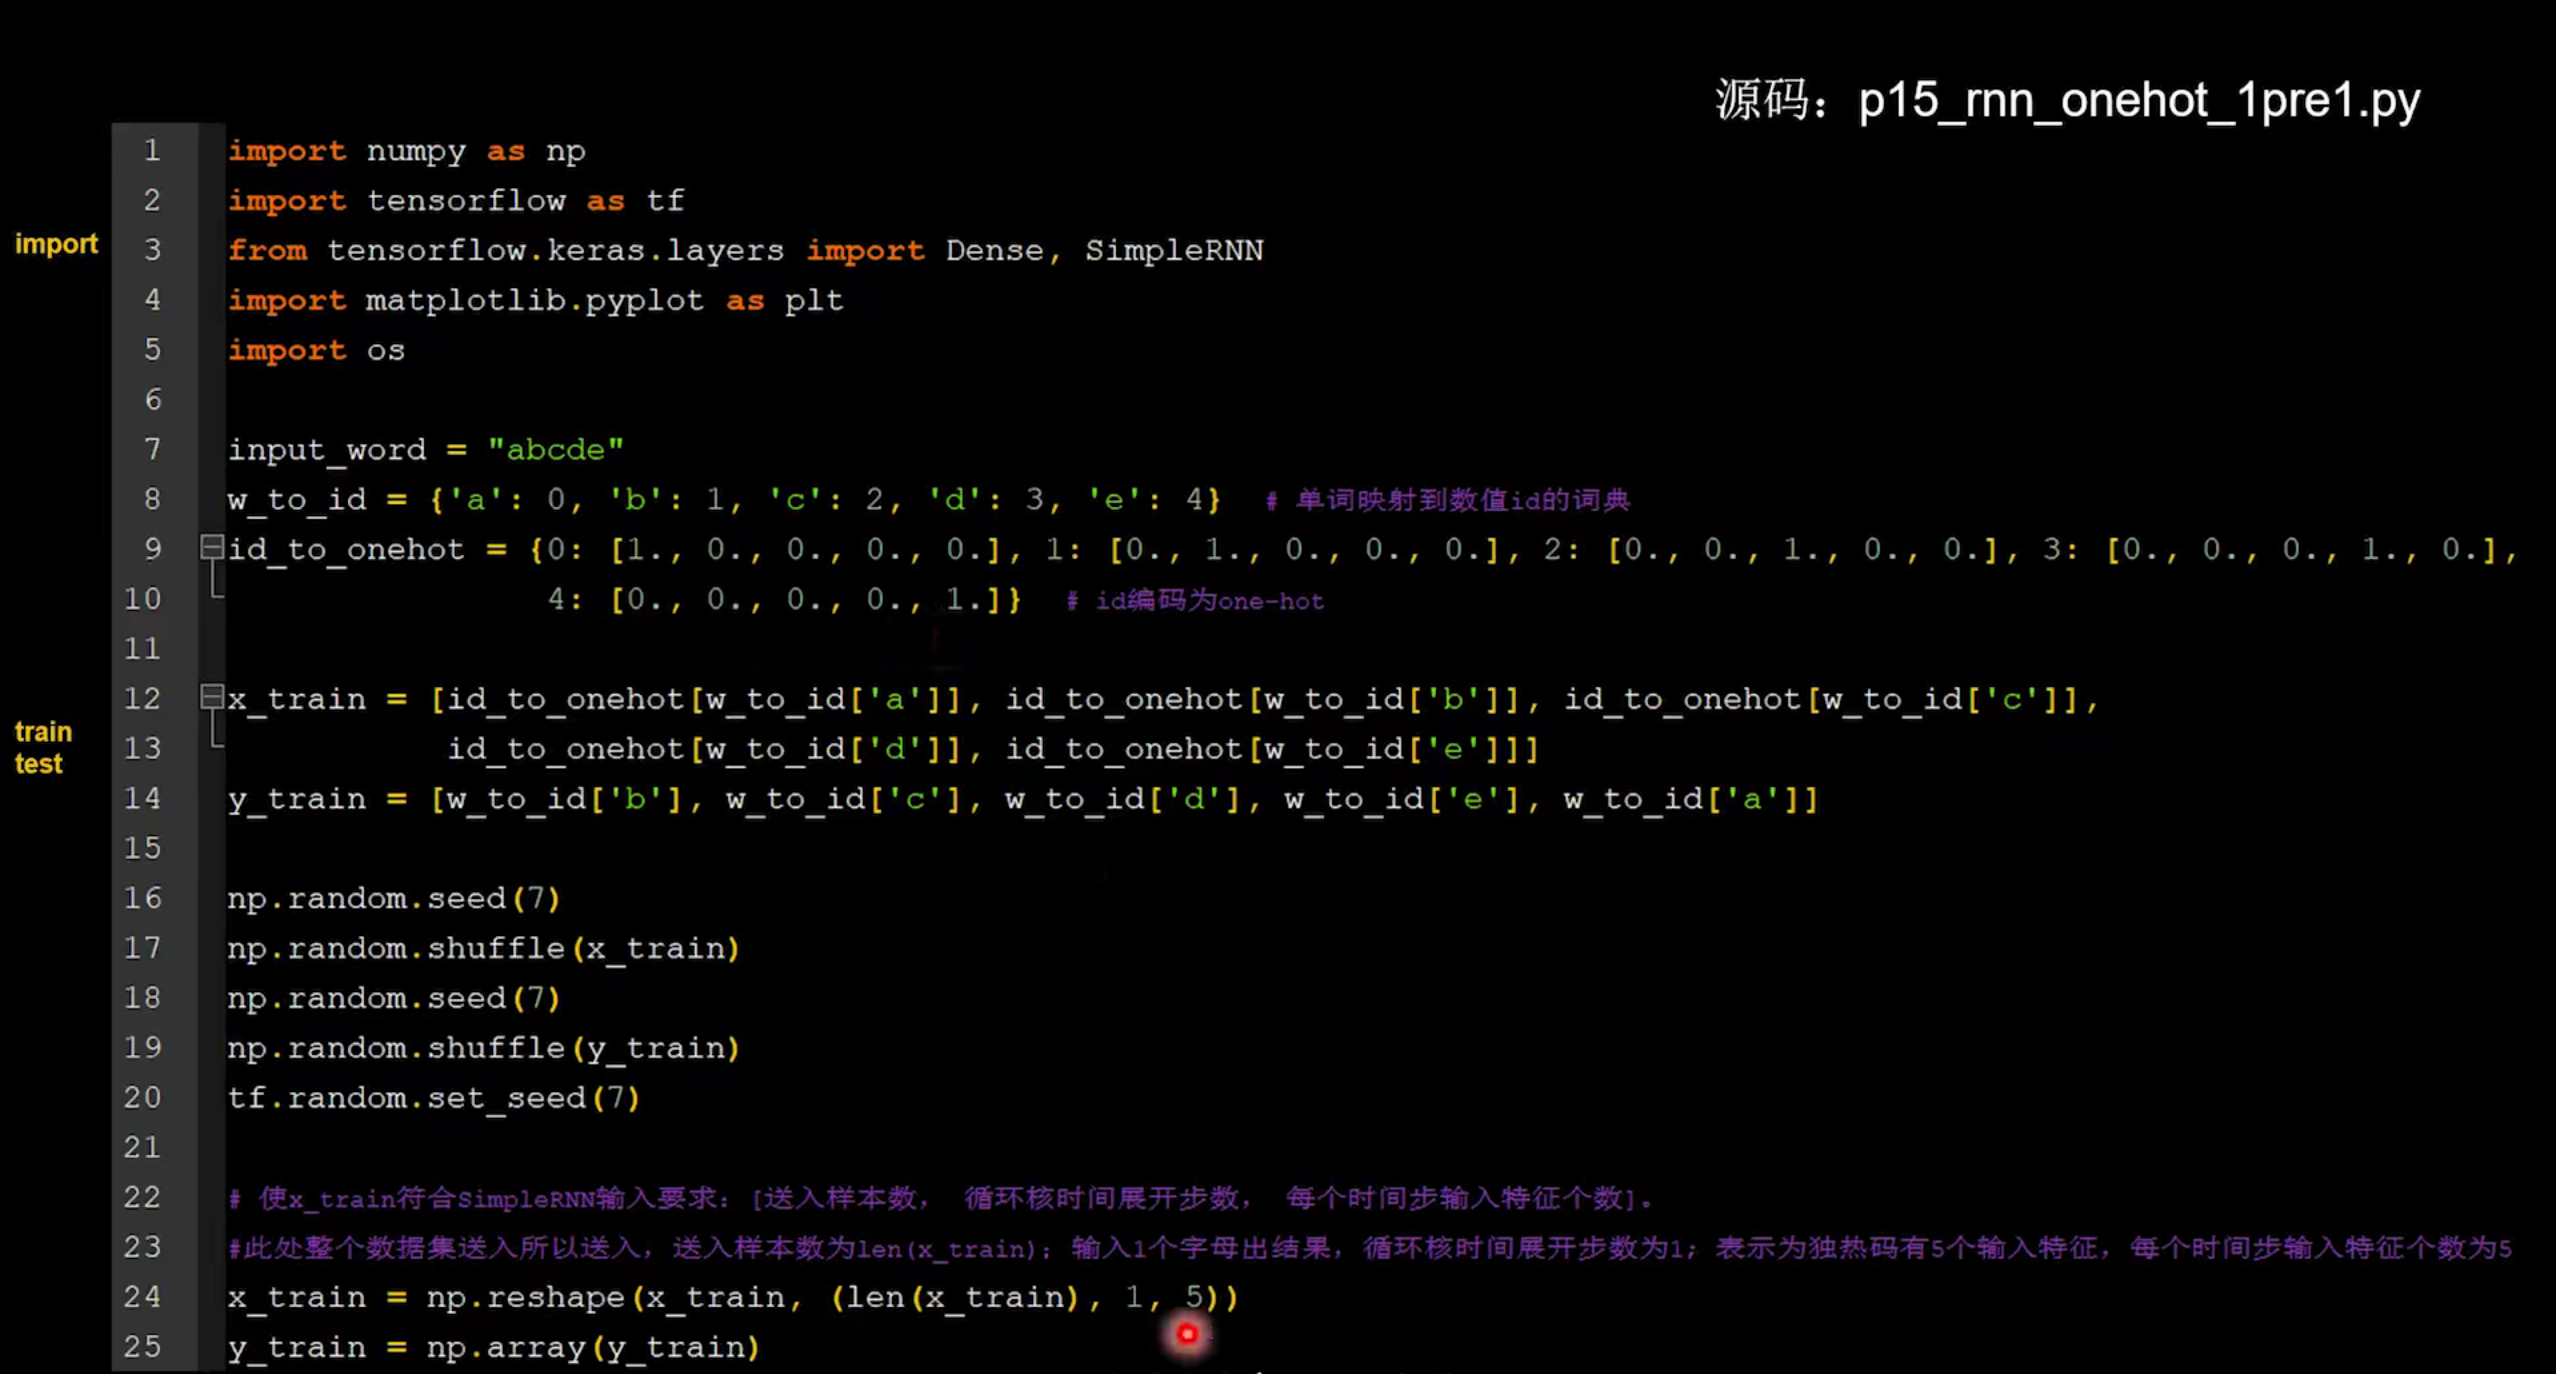 源码：p15_rnn_onehot_1pre1.py
import
train
test
1 import numpy as np
2 import tensorflow as tf
3 from tensorflow.keras.layers import Dense, SimpleRNN
4 import matplotlib.pyplot as plt
5 import os
6
7 input_word = "abcde"
8 w_to_id = {'a': 0, 'b': 1, 'c': 2, 'd': 3, 'e': 4}  # 单词映射到数值id的词典
9 id_to_onehot = {0: [1., 0., 0., 0., 0.], 1: [0., 1., 0., 0., 0.], 2: [0., 0., 1., 0., 0.], 3: [0., 0., 0., 1., 0.],
10 4: [0., 0., 0., 0., 1.]}  # id编码为one-hot
11
12 x_train = [id_to_onehot[w_to_id['a']], id_to_onehot[w_to_id['b']], id_to_onehot[w_to_id['c']],
13 id_to_onehot[w_to_id['d']], id_to_onehot[w_to_id['e']]]
14 y_train = [w_to_id['b'], w_to_id['c'], w_to_id['d'], w_to_id['e'], w_to_id['a']]
15
16 np.random.seed(7)
17 np.random.shuffle(x_train)
18 np.random.seed(7)
19 np.random.shuffle(y_train)
20 tf.random.set_seed(7)
21
22 # 使x_train符合SimpleRNN输入要求：[送入样本数， 循环核时间展开步数， 每个时间步输入特征个数]。
23 #此处整个数据集送入所以送入，送入样本数为len(x_train)；输入1个字母出结果，循环核时间展开步数为1; 表示为独热码有5个输入特征，每个时间步输入特征个数为5
24 x_train = np.reshape(x_train, (len(x_train), 1, 5))
25 y_train = np.array(y_train)